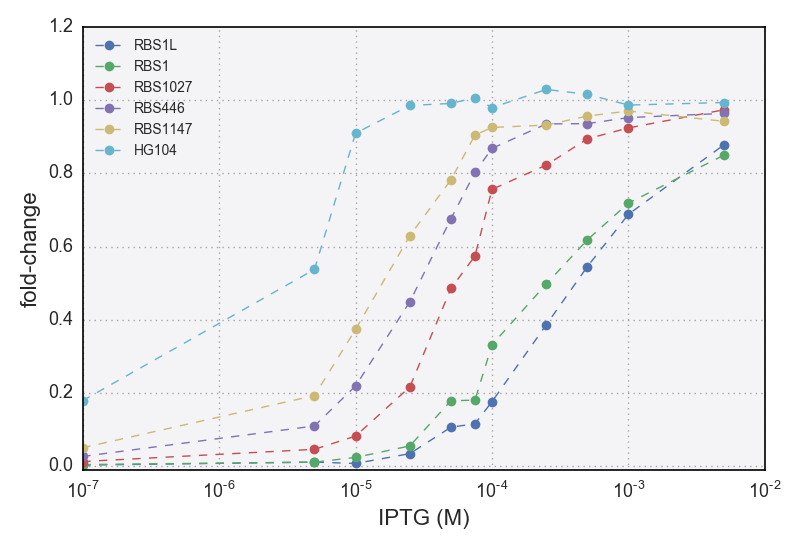 1.2
1.0
0.8
0.6
0.4
0.2
0.0
fold-change
RBS1L
RBS1
RBS1027
RBS446
RBS1147
HG104
10⁻⁷ 10⁻⁶ 10⁻⁵ 10⁻⁴ 10⁻³ 10⁻²
IPTG (M)